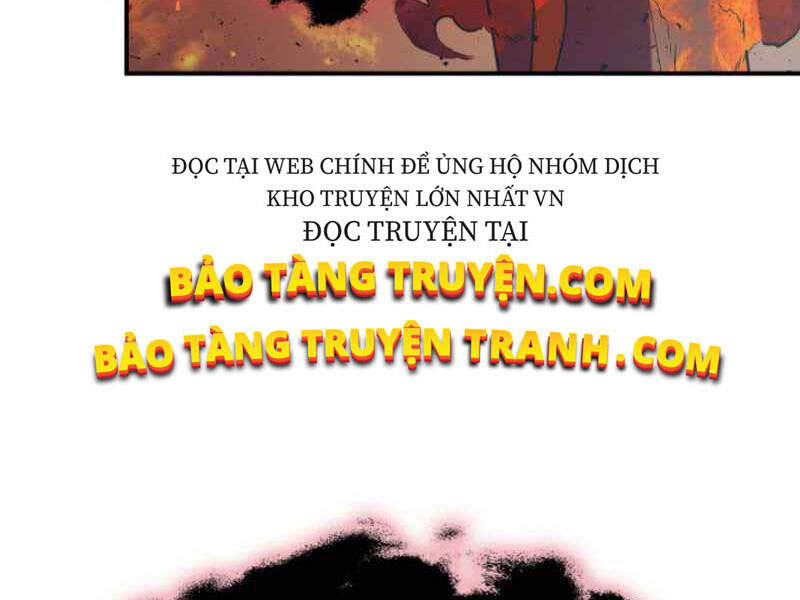 ĐỌC TẠI WEB CHÍNH ĐỂ ỦNG HỘ NHÓM DỊCH
KHO TRUYỆN LỚN NHẤT VN
ĐỌC TRUYỆN TẠI
BẢO TÀNG TRUYỆN.COM
BẢO TÀNG TRUYỆN TRANH.COM